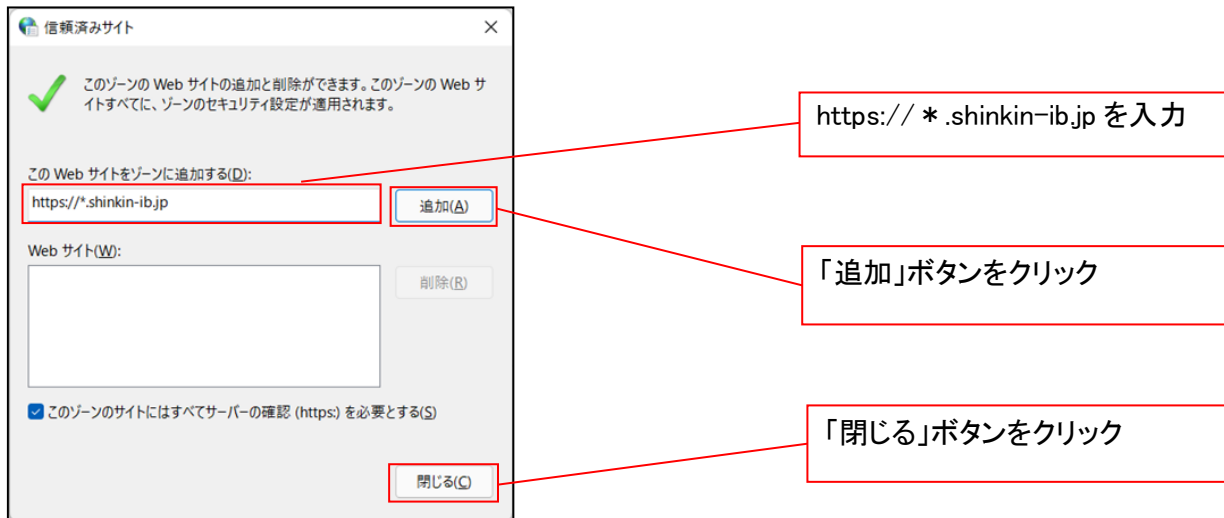 信頼済みサイト
このゾーンの Web サイトの追加と削除ができます。このゾーンの Web サ
イトすべてに、ゾーンのセキュリティ設定が適用されます。
https:// * .shinkin-ib.jp を入力
この Web サイトをゾーンに追加する(D):
https://*.shinkin-ib.jp
追加(A)
「追加」ボタンをクリック
Web サイト(W):
削除(R)
このゾーンのサイトにはすべてサーバーの確認 (https:) を必要とする(S)
「閉じる」ボタンをクリック
閉じる(C)